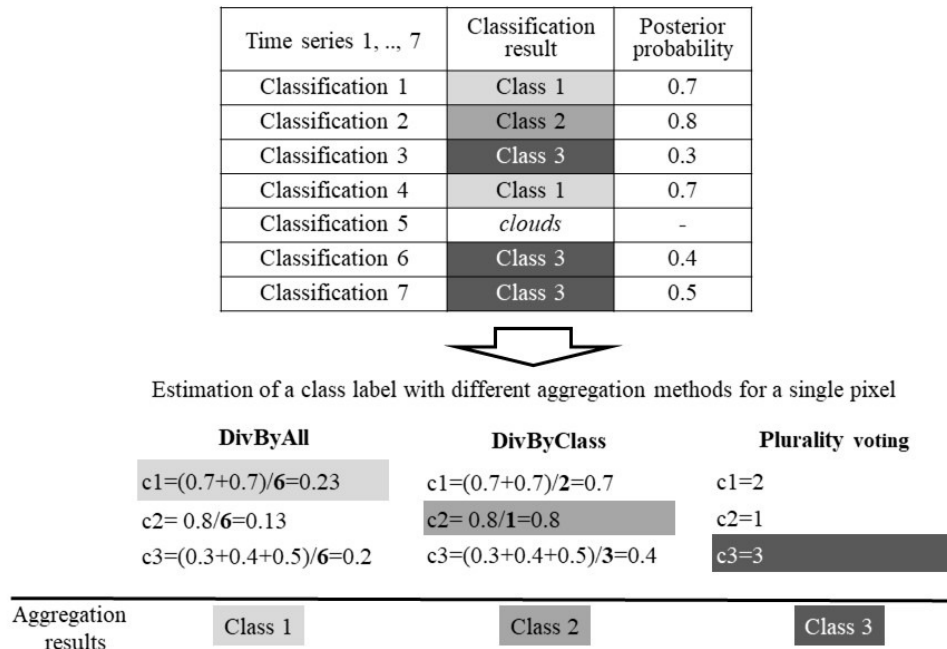 Time series 1, .., 7 Classification result Posterior probability
Classification 1 Class 1 0.7
Classification 2 Class 2 0.8
Classification 3 Class 3 0.3
Classification 4 Class 1 0.7
Classification 5 clouds -
Classification 6 Class 3 0.4
Classification 7 Class 3 0.5
Estimation of a class label with different aggregation methods for a single pixel
DivByAll DivByClass Plurality voting
c1=(0.7+0.7)/6=0.23 c1=(0.7+0.7)/2=0.7 c1=2
c2= 0.8/6=0.13 c2= 0.8/1=0.8 c2=1
c3=(0.3+0.4+0.5)/6=0.2 c3=(0.3+0.4+0.5)/3=0.4 c3=3
Aggregation results Class 1 Class 2 Class 3